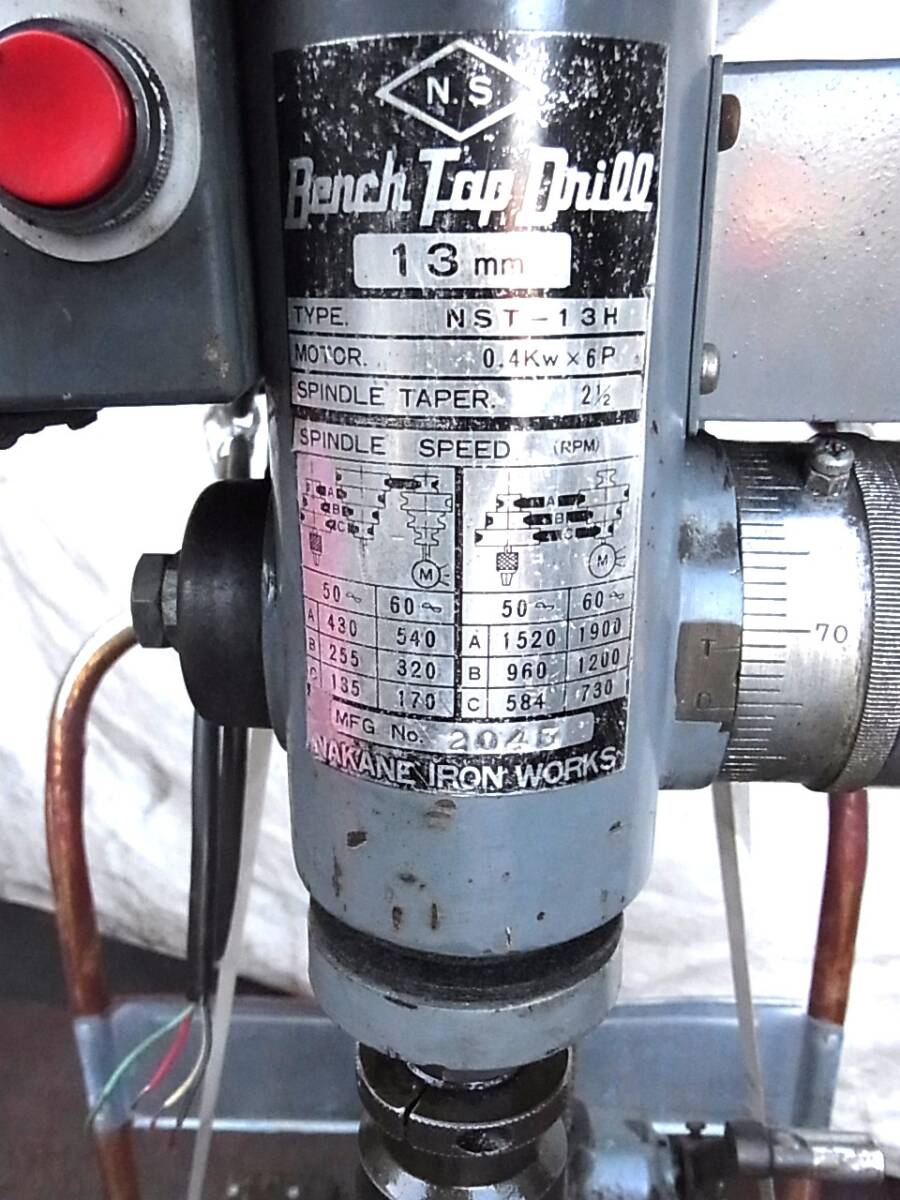 N.S.
Bench Tap Drill
13 mm
TYPE. NST-13H
MOTOR. 0.4Kw × 6P
SPINDLE TAPER. 2½
SPINDLE SPEED (RPM)
A
B
C
M
A
B
C
M
50～ 60～
A 430 540
B 255 320
C 135 170
50～ 60～
A 1520 1900
B 960 1200
C 584 730
MFG No.
NAKANE IRON WORKS
70
T